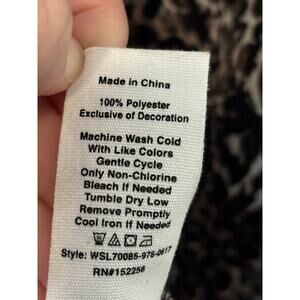 Made in China
100% Polyester
Exclusive of Decoration
Machine Wash Cold
With Like Colors
Gentle Cycle
Only Non-Chlorine
Bleach If Needed
Tumble Dry Low
Remove Promptly
Cool Iron If Needed
Style: WSL70085-978-0617
RN#152256